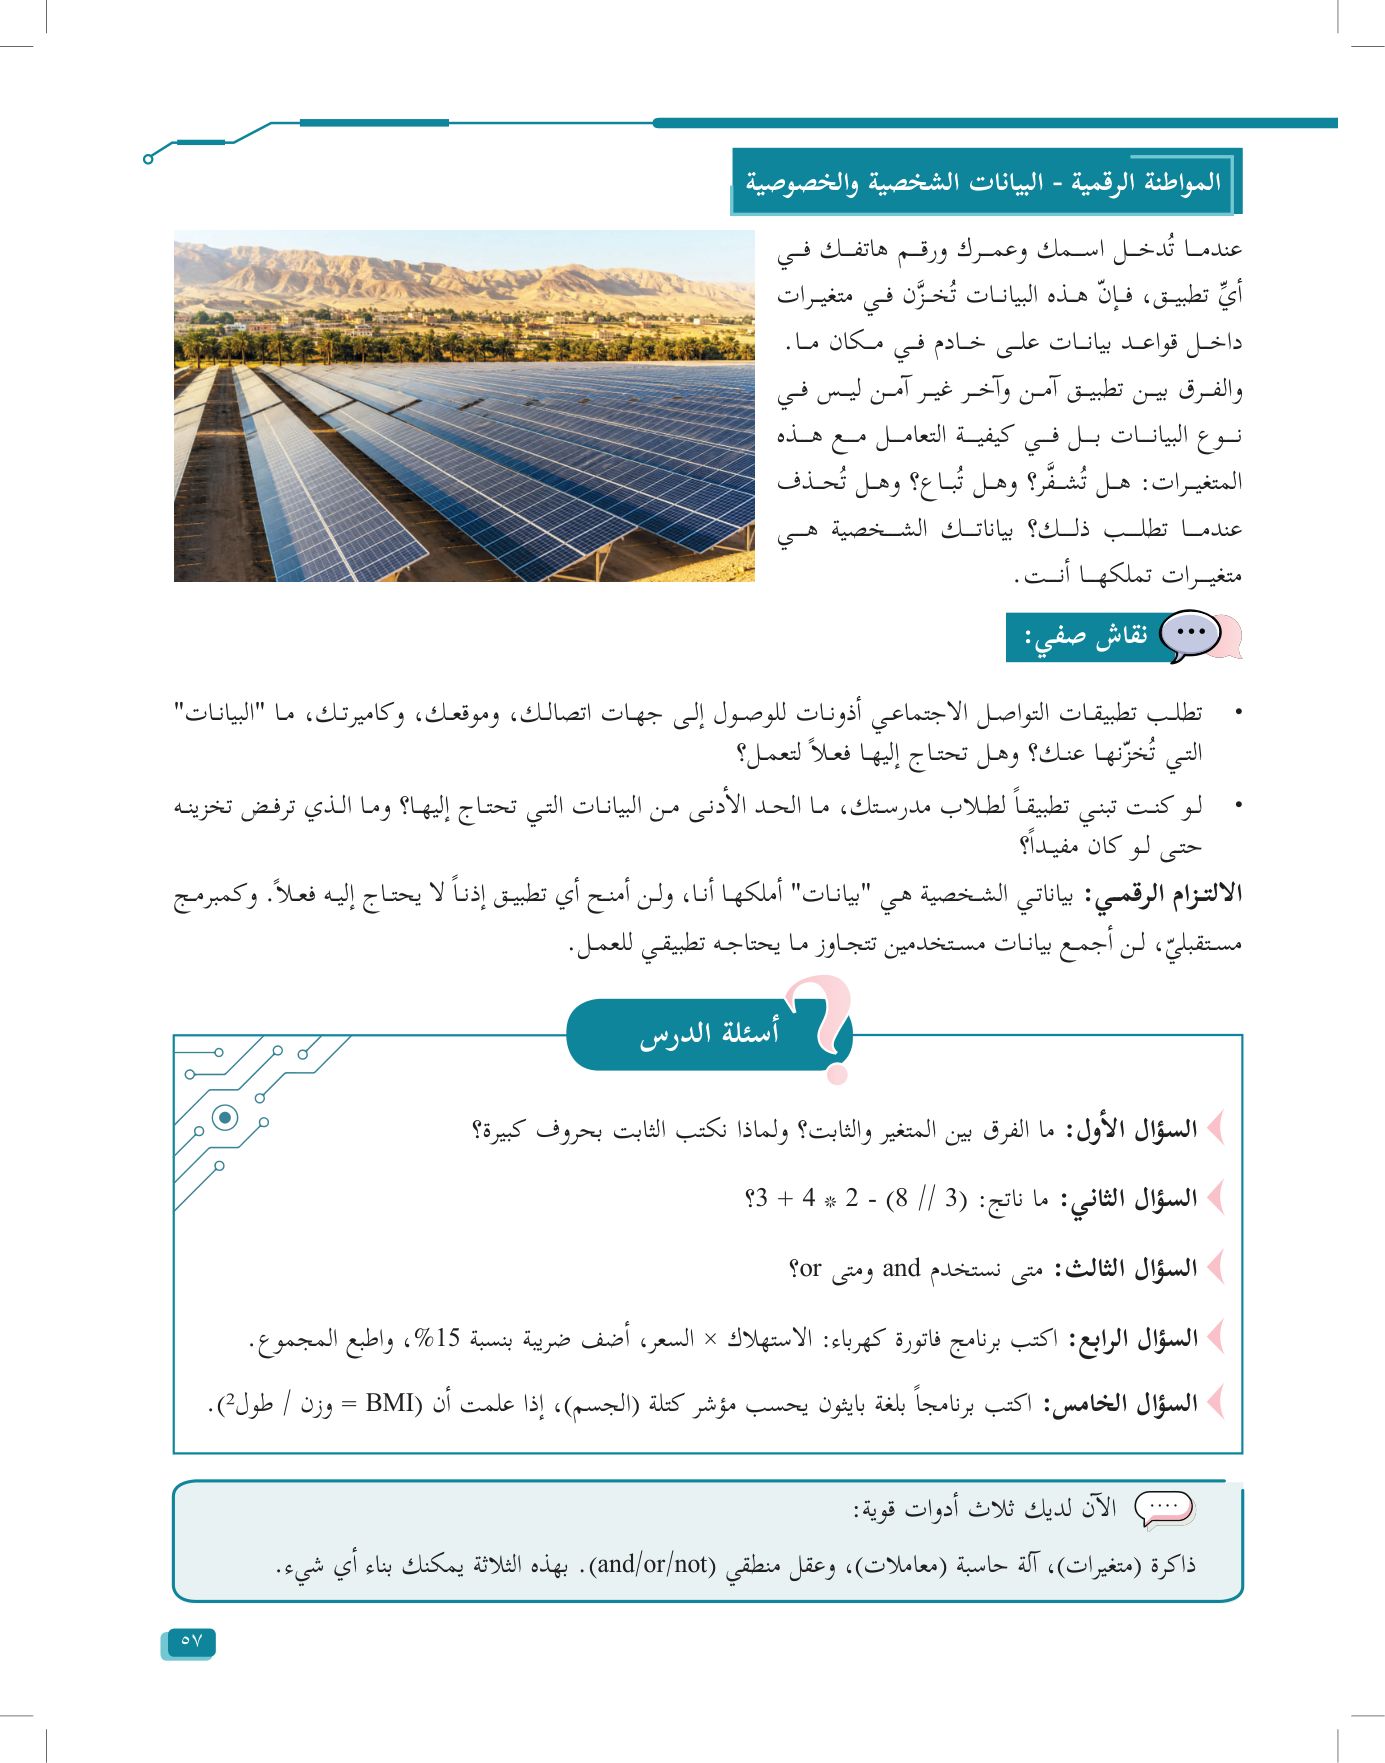 المواطنة الرقمية - البيانات الشخصية والخصوصية
عندما تُدخل اسمك وعمرك ورقم هاتفك في
أيِّ تطبيق، فإنّ هذه البيانات تُخزَّن في متغيرات
داخل قواعد بيانات على خادم في مكان ما.
والفرق بين تطبيق آمن وآخر غير آمن ليس في
نوع البيانات بل في كيفية التعامل مع هذه
المتغيرات: هل تُشفَّر؟ وهل تُباع؟ وهل تُحذف
عندما تطلب ذلك؟ بياناتك الشخصية هي
متغيرات تملكها أنت.
نقاش صفي:
• تطلب تطبيقات التواصل الاجتماعي أذونات للوصول إلى جهات اتصالك، وموقعك، وكاميرتك، ما "البيانات"
التي تُخزّنها عنك؟ وهل تحتاج إليها فعلاً لتعمل؟
• لو كنت تبني تطبيقاً لطلاب مدرستك، ما الحد الأدنى من البيانات التي تحتاج إليها؟ وما الذي ترفض تخزينه
حتى لو كان مفيداً؟
الالتزام الرقمي: بياناتي الشخصية هي "بيانات" أملكها أنا، ولن أمنح أي تطبيق إذناً لا يحتاج إليه فعلاً. وكمبرمج
مستقبليّ، لن أجمع بيانات مستخدمين تتجاوز ما يحتاجه تطبيقي للعمل.
أسئلة الدرس
السؤال الأول: ما الفرق بين المتغير والثابت؟ ولماذا نكتب الثابت بحروف كبيرة؟
السؤال الثاني: ما ناتج: 3 + 4 * 2 - (8 // 3)؟
السؤال الثالث: متى نستخدم and ومتى or؟
السؤال الرابع: اكتب برنامج فاتورة كهرباء: الاستهلاك × السعر، أضف ضريبة بنسبة 15%، واطبع المجموع.
السؤال الخامس: اكتب برنامجاً بلغة بايثون يحسب مؤشر كتلة (الجسم)، إذا علمت أن (BMI = وزن / طول²).
الآن لديك ثلاث أدوات قوية:
ذاكرة (متغيرات)، آلة حاسبة (معاملات)، وعقل منطقي (and/or/not). بهذه الثلاثة يمكنك بناء أي شيء.
٥٧